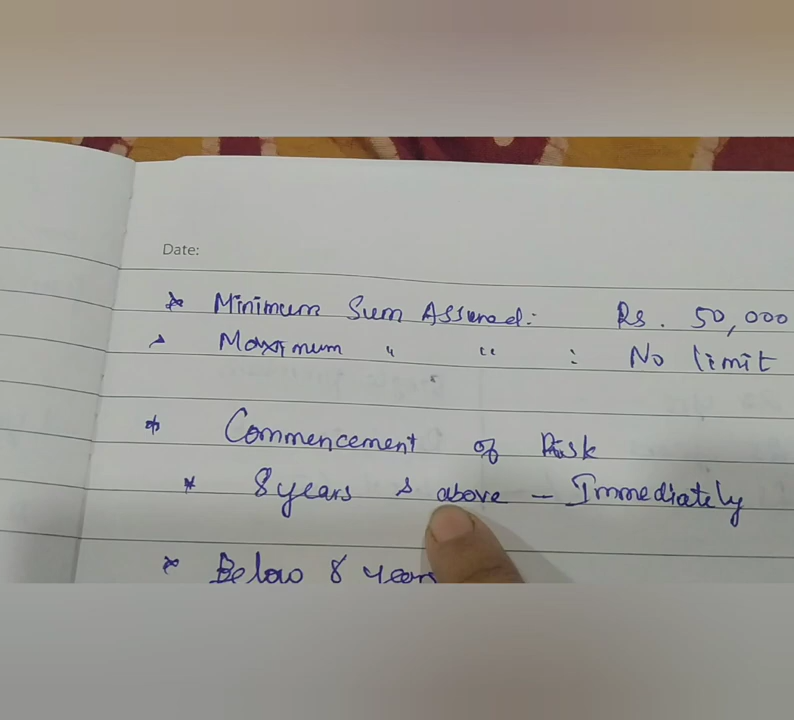 Date:
* Minimum Sum Assured: Rs. 50,000
* Maximum " " : No limit
* Commencement of Risk
* 8 years & above - Immediately
* Below 8 years